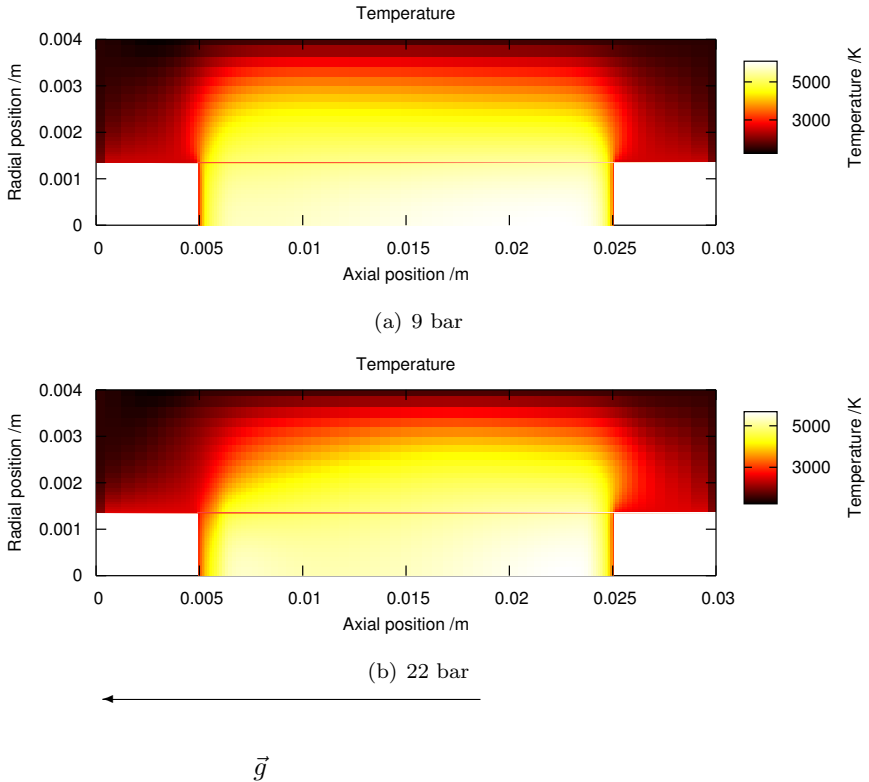 Temperature
0.004
0.003
0.002
0.001
0
Radial position /m
0 0.005 0.01 0.015 0.02 0.025 0.03
Axial position /m
5000
3000
Temperature /K
(a) 9 bar
Temperature
0.004
0.003
0.002
0.001
0
Radial position /m
0 0.005 0.01 0.015 0.02 0.025 0.03
Axial position /m
5000
3000
Temperature /K
(b) 22 bar
g⃗